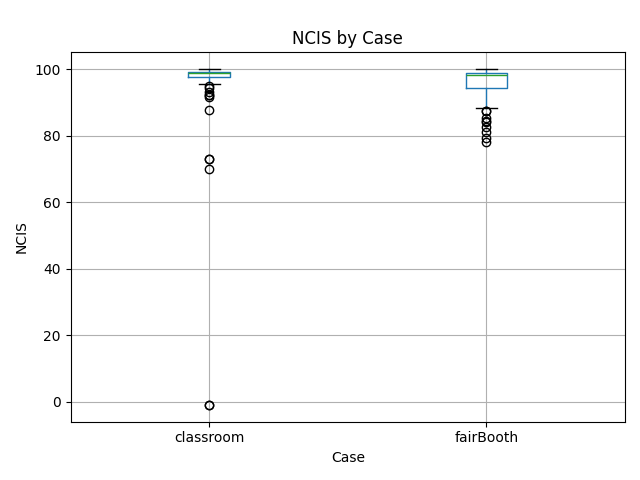 NCIS by Case
100
80
60
40
20
0
NCIS
classroom
fairBooth
Case